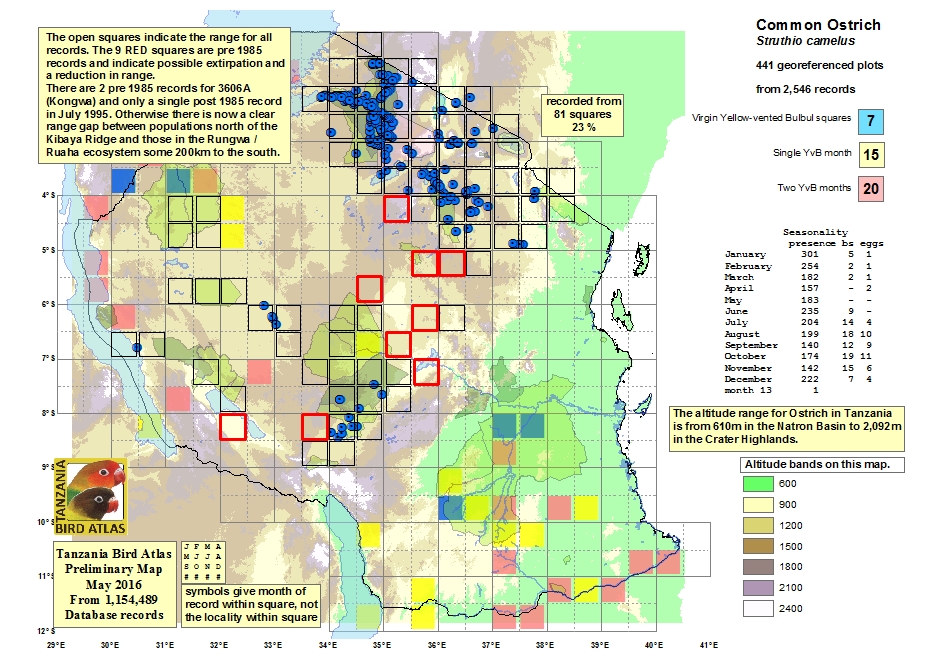 The open squares indicate the range for all
records. The 9 RED squares are pre 1985
records and indicate possible extirpation and
a reduction in range.
There are 2 pre 1985 records for 3606A
(Kongwa) and only a single post 1985 record
in July 1995. Otherwise there is now a clear
range gap between populations north of the
Kibaya Ridge and those in the Rungwa /
Ruaha ecosystem some 200km to the south.
recorded from
81 squares
23 %
Common Ostrich
Struthio camelus
441 georeferenced plots
from 2,546 records
Virgin Yellow-vented Bulbul squares 7
Single YvB month 15
Two YvB months 20
Seasonality
presence bs eggs
January 301 5 1
February 254 2 1
March 182 2 1
April 157 - 2
May 183 - -
June 235 9 -
July 204 14 4
August 199 18 10
September 140 12 9
October 174 19 11
November 142 15 6
December 222 7 4
month 13 1
The altitude range for Ostrich in Tanzania
is from 610m in the Natron Basin to 2,092m
in the Crater Highlands.
Altitude bands on this map.
600
900
1200
1500
1800
2100
2400
4°S
5°S
6°S
7°S
8°S
9°S
10°S
11°S
12°S
TANZANIA
BIRD ATLAS
Tanzania Bird Atlas
Preliminary Map
May 2016
From 1,154,489
Database records
J F M A
M J J A
S O N D
# # # #
symbols give month of
record within square, not
the locality within square
29°E 30°E 31°E 32°E 33°E 34°E 35°E 36°E 37°E 38°E 39°E 40°E 41°E